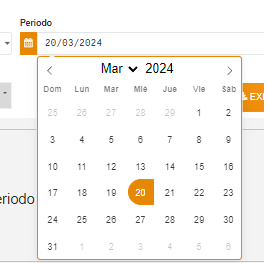 Periodo
20/03/2024
Mar 2024
Dom Lun Mar Mié Jue Vie Sáb
25 26 27 28 29 1 2
3 4 5 6 7 8 9
10 11 12 13 14 15 16
17 18 19 20 21 22 23
24 25 26 27 28 29 30
31 1 2 3 4 5 6
EX
eriodo